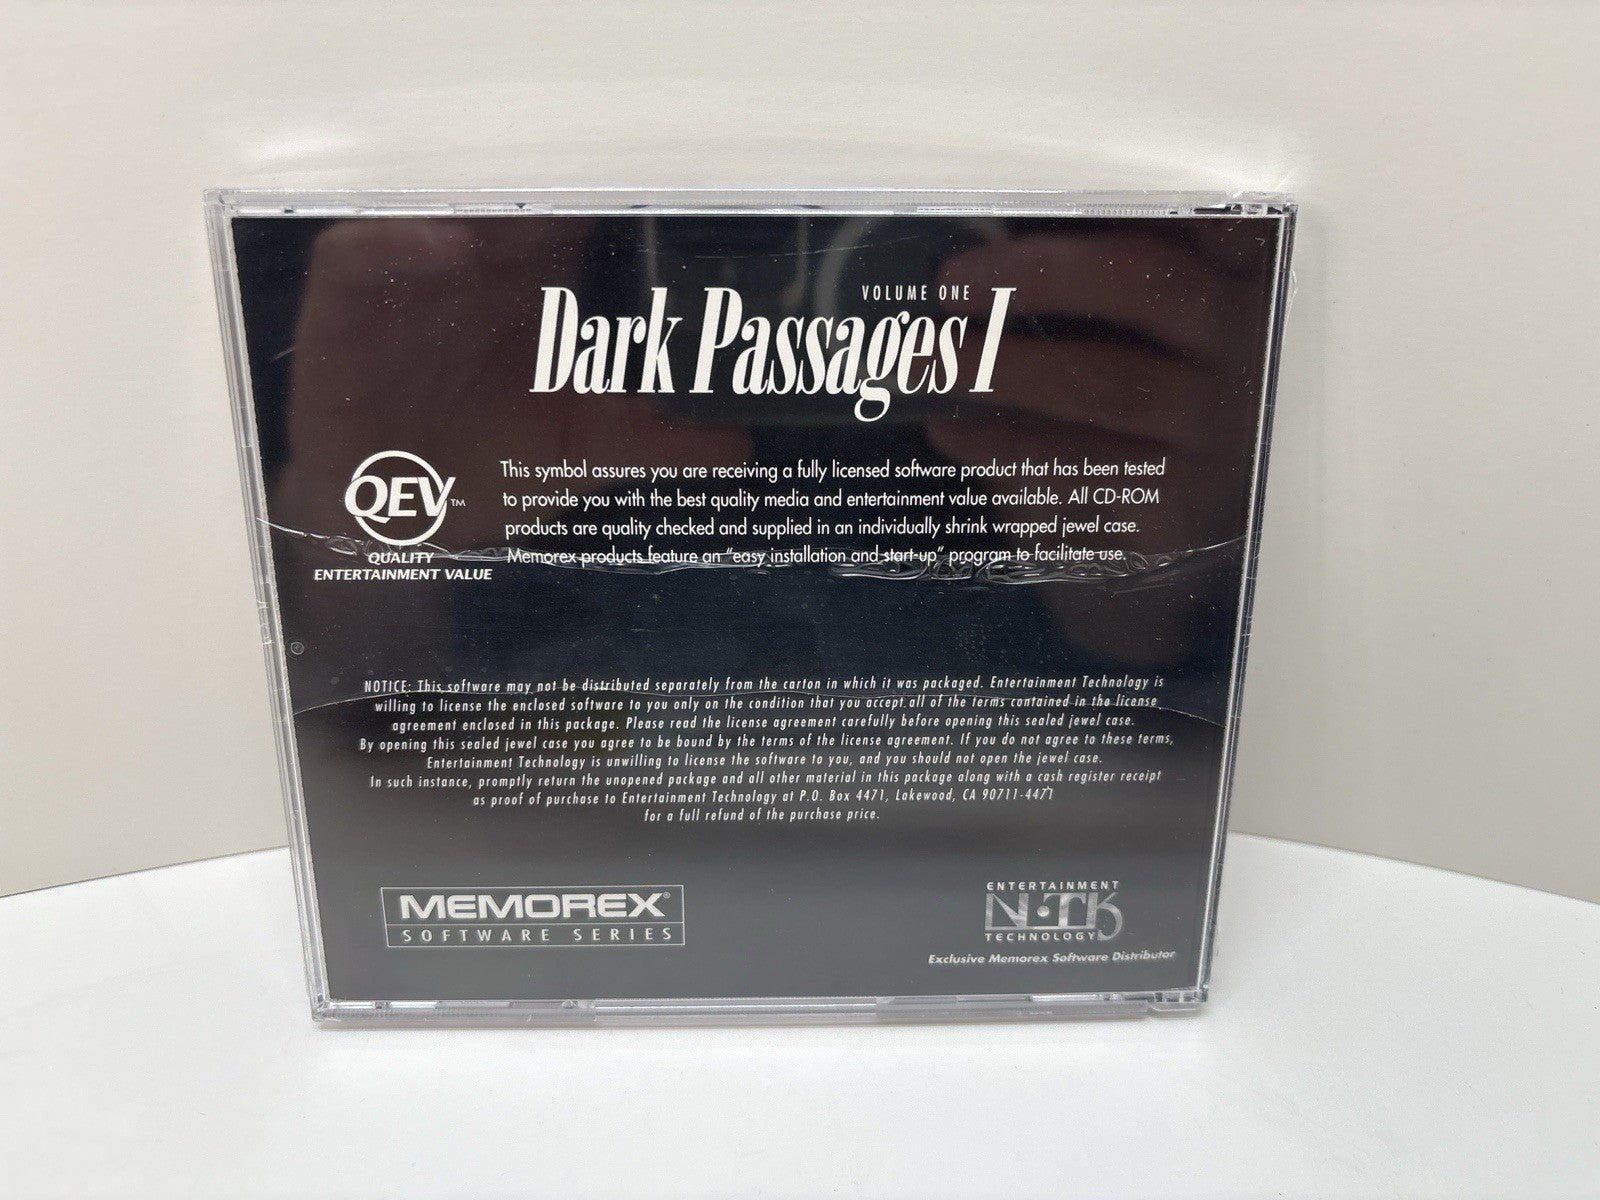 VOLUME ONE
Dark Passages I
QEV™
QUALITY
ENTERTAINMENT VALUE
This symbol assures you are receiving a fully licensed software product that has been tested
to provide you with the best quality media and entertainment value available. All CD-ROM
products are quality checked and supplied in an individually shrink wrapped jewel case.
Memorex products feature an "easy installation and start-up" program to facilitate use.
NOTICE: This software may not be distributed separately from the carton in which it was packaged. Entertainment Technology is
willing to license the enclosed software to you only on the condition that you accept all of the terms contained in the license
agreement enclosed in this package. Please read the license agreement carefully before opening this sealed jewel case.
By opening this sealed jewel case you agree to be bound by the terms of the license agreement. If you do not agree to these terms,
Entertainment Technology is unwilling to license the software to you, and you should not open the jewel case.
In such instance, promptly return the unopened package and all other material in this package along with a cash register receipt
as proof of purchase to Entertainment Technology at P.O. Box 4471, Lakewood, CA 90711-4471
for a full refund of the purchase price.
MEMOREX®
SOFTWARE SERIES
ENTERTAINMENT
N·TK
TECHNOLOGY
Exclusive Memorex Software Distributor